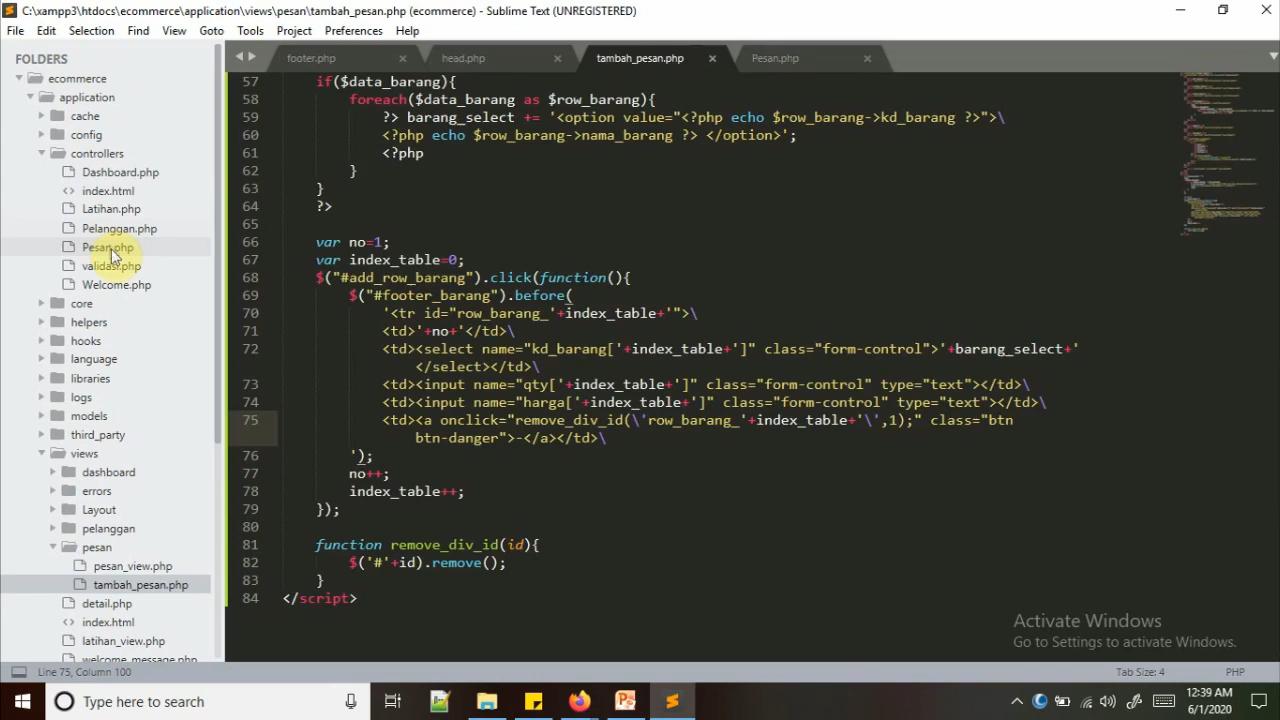 C:\xampp3\htdocs\ecommerce\application\views\pesan\tambah_pesan.php (ecommerce) - Sublime Text (UNREGISTERED)
File Edit Selection Find View Goto Tools Project Preferences Help
FOLDERS
ecommerce
application
cache
config
controllers
Dashboard.php
index.html
Latihan.php
Pelanggan.php
Pesan.php
validasi.php
Welcome.php
core
helpers
hooks
language
libraries
logs
models
third_party
views
dashboard
errors
Layout
pelanggan
pesan
pesan_view.php
tambah_pesan.php
detail.php
index.html
latihan_view.php
welcome_message.php
footer.php head.php tambah_pesan.php Pesan.php
57 if($data_barang){
58 foreach($data_barang as $row_barang){
59 ?> barang_select += '<option value="<?php echo $row_barang->kd_barang ?>">\
60 <?php echo $row_barang->nama_barang ?> </option>';
61 <?php
62 }
63 }
64 ?>
65
66 var no=1;
67 var index_table=0;
68 $("#add_row_barang").click(function(){
69 $("#footer_barang").before(
70 '<tr id="row_barang_'+index_table+'">\
71 <td>'+no+'</td>\
72 <td><select name="kd_barang['+index_table+']" class="form-control">'+barang_select+'
</select></td>\
73 <td><input name="qty['+index_table+']" class="form-control" type="text"></td>\
74 <td><input name="harga['+index_table+']" class="form-control" type="text"></td>\
75 <td><a onclick="remove_div_id(\'row_barang_'+index_table+'\',1);" class="btn
btn-danger">-</a></td>\
76 ');
77 no++;
78 index_table++;
79 });
80
81 function remove_div_id(id){
82 $('#'+id).remove();
83 }
84 </script>
Activate Windows
Go to Settings to activate Windows.
Line 75, Column 100 Tab Size: 4 PHP
Type here to search
12:39 AM
6/1/2020